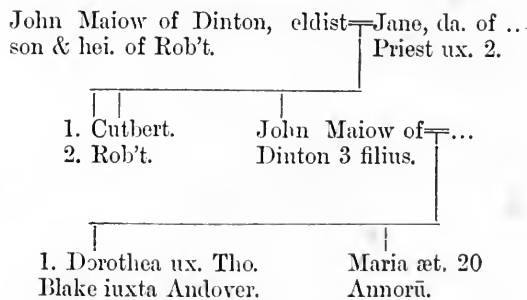 John Maiow of Dinton, eldist=Jane, da. of ...
son & hei. of Rob't. Priest ux. 2.
1. Cutbert. John Maiow of=...
2. Rob't. Dinton 3 filius.
1. Dorothea ux. Tho. Maria æt. 20
Blake iuxta Andover. Annorū.